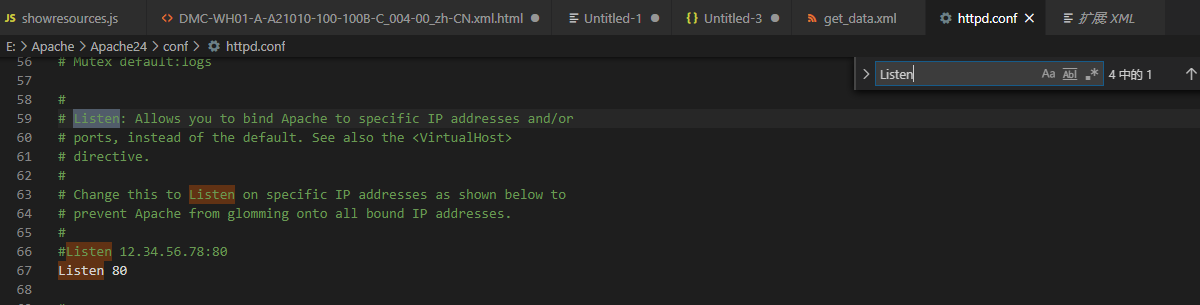 JS showresources.js DMC-WH01-A-A21010-100-100B-C_004-00_zh-CN.xml.html Untitled-1 Untitled-3 get_data.xml httpd.conf 扩展: XML
E: > Apache > Apache24 > conf > httpd.conf
Listen Aa Abl .* 4 中的 1
56 # Mutex default:logs
57
58 #
59 # Listen: Allows you to bind Apache to specific IP addresses and/or
60 # ports, instead of the default. See also the <VirtualHost>
61 # directive.
62 #
63 # Change this to Listen on specific IP addresses as shown below to
64 # prevent Apache from glomming onto all bound IP addresses.
65 #
66 #Listen 12.34.56.78:80
67 Listen 80
68